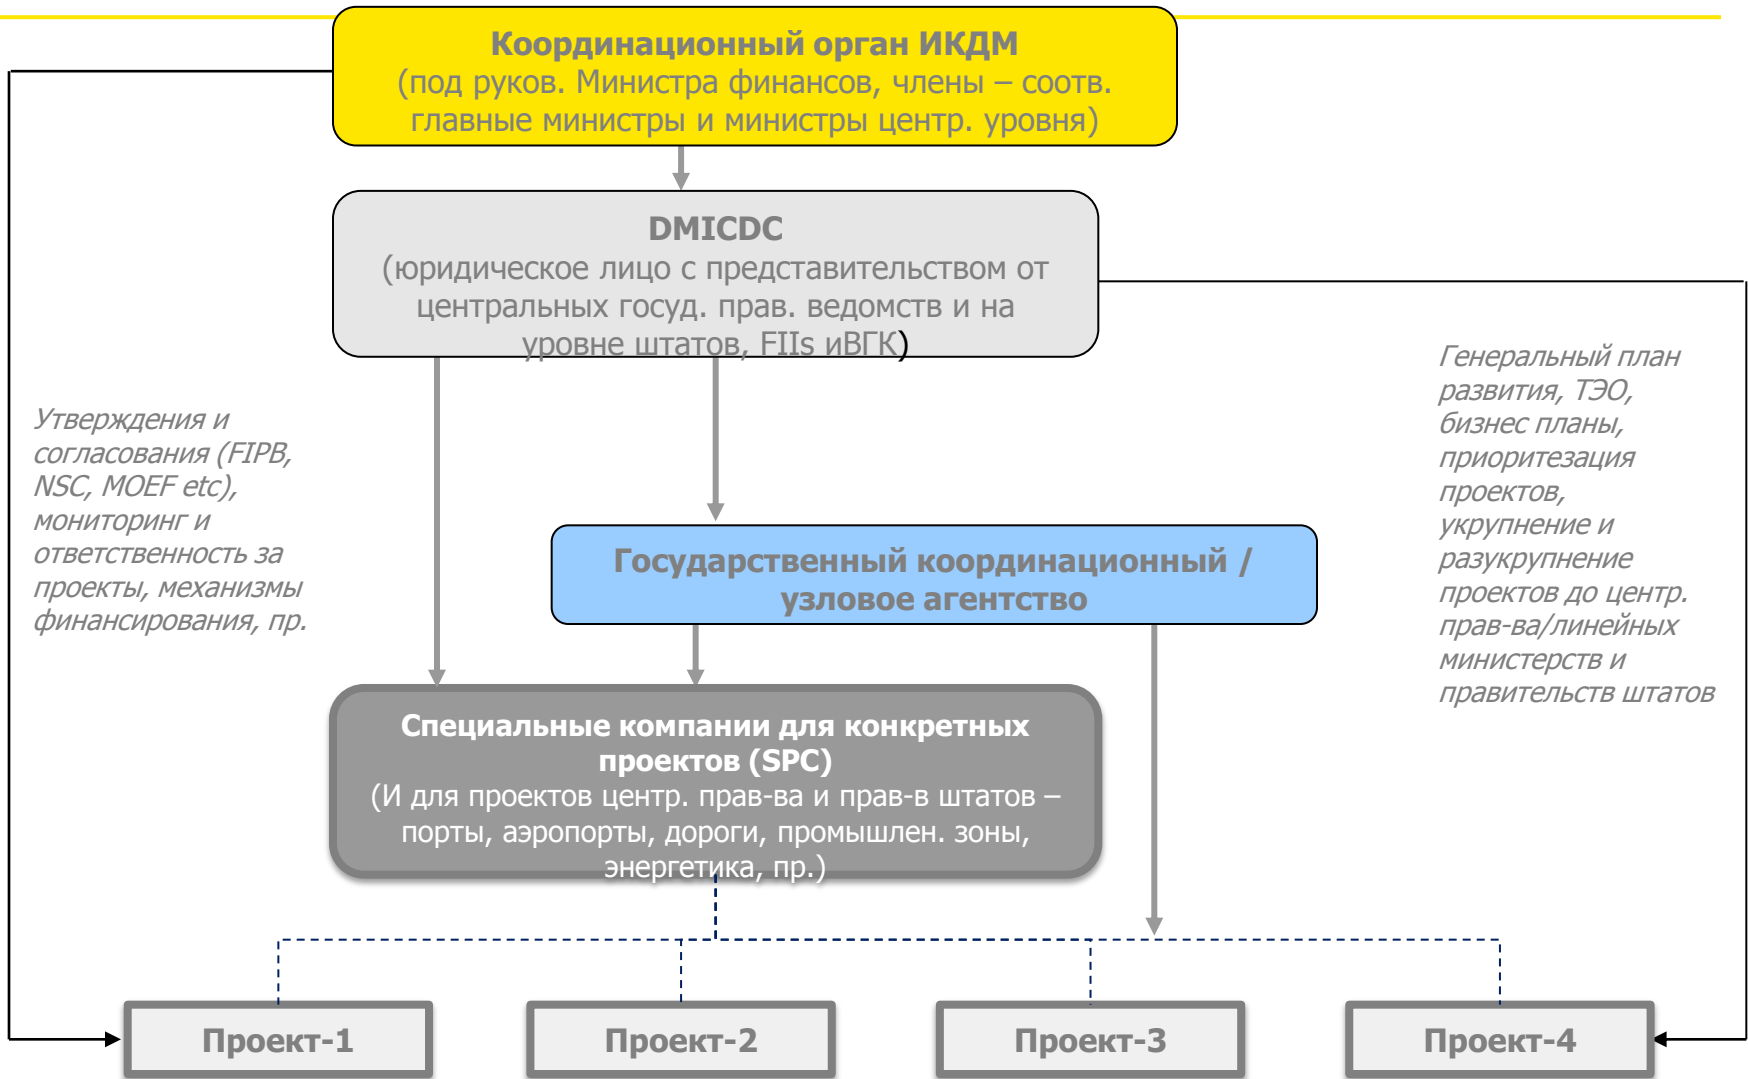 Координационный орган ИКДМ
(под руков. Министра финансов, члены – соотв.
главные министры и министры центр. уровня)
DMICDC
(юридическое лицо с представительством от
центральных госуд. прав. ведомств и на
уровне штатов, FIIs иВГК)
Утверждения и
согласования (FIPB,
NSC, MOEF etc),
мониторинг и
ответственность за
проекты, механизмы
финансирования, пр.
Генеральный план
развития, ТЭО,
бизнес планы,
приоритезация
проектов,
укрупнение и
разукрупнение
проектов до центр.
прав-ва/линейных
министерств и
правительств штатов
Государственный координационный /
узловое агентство
Специальные компании для конкретных
проектов (SPC)
(И для проектов центр. прав-ва и прав-в штатов –
порты, аэропорты, дороги, промышлен. зоны,
энергетика, пр.)
Проект-1
Проект-2
Проект-3
Проект-4